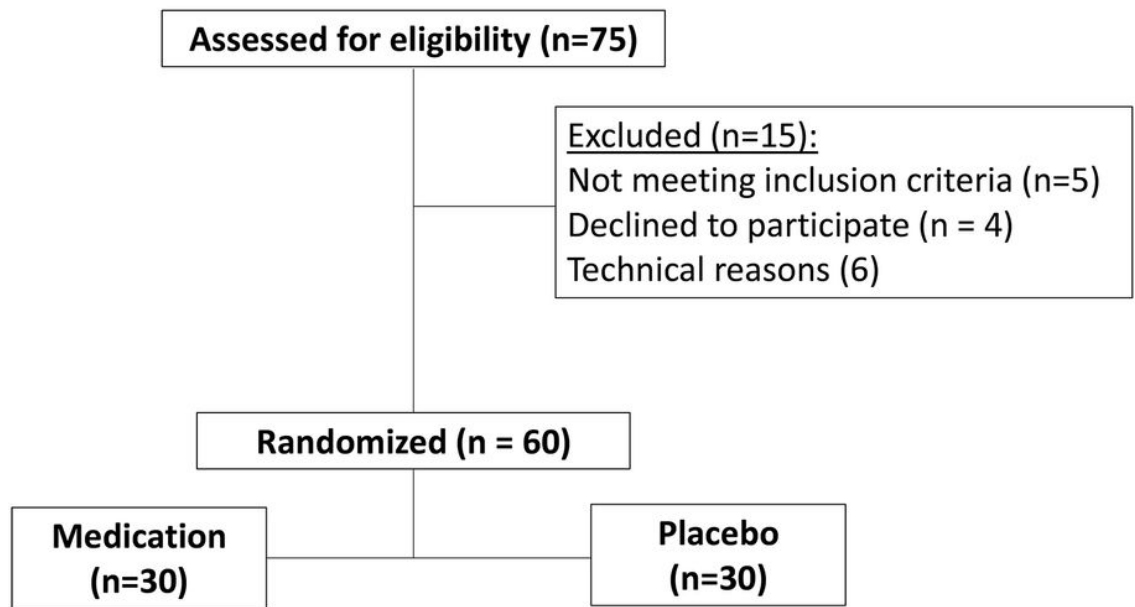 Assessed for eligibility (n=75)
Excluded (n=15):
Not meeting inclusion criteria (n=5)
Declined to participate (n = 4)
Technical reasons (6)
Randomized (n = 60)
Medication
(n=30)
Placebo
(n=30)